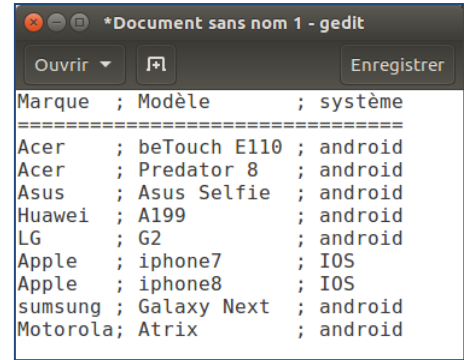 *Document sans nom 1 - gedit
Ouvrir Enregistrer
Marque  ; Modèle       ; système
=================================
Acer    ; beTouch E110 ; android
Acer    ; Predator 8   ; android
Asus    ; Asus Selfie  ; android
Huawei  ; A199         ; android
LG      ; G2           ; android
Apple   ; iphone7      ; IOS
Apple   ; iphone8      ; IOS
sumsung ; Galaxy Next  ; android
Motorola; Atrix        ; android